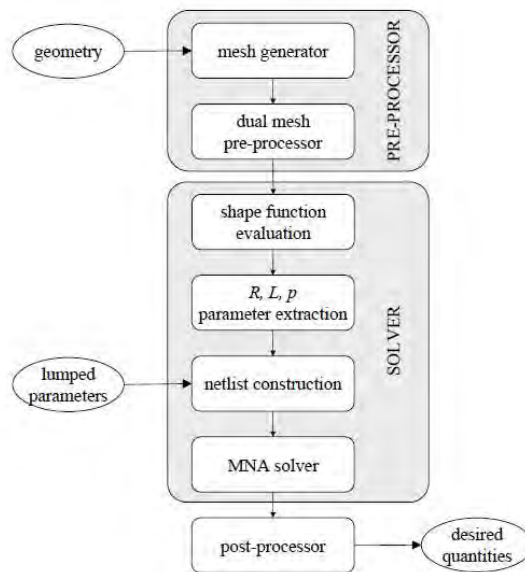 geometry
mesh generator
dual mesh
pre-processor
PRE-PROCESSOR
shape function
evaluation
R, L, p
parameter extraction
lumped
parameters
netlist construction
MNA solver
SOLVER
post-processor
desired
quantities